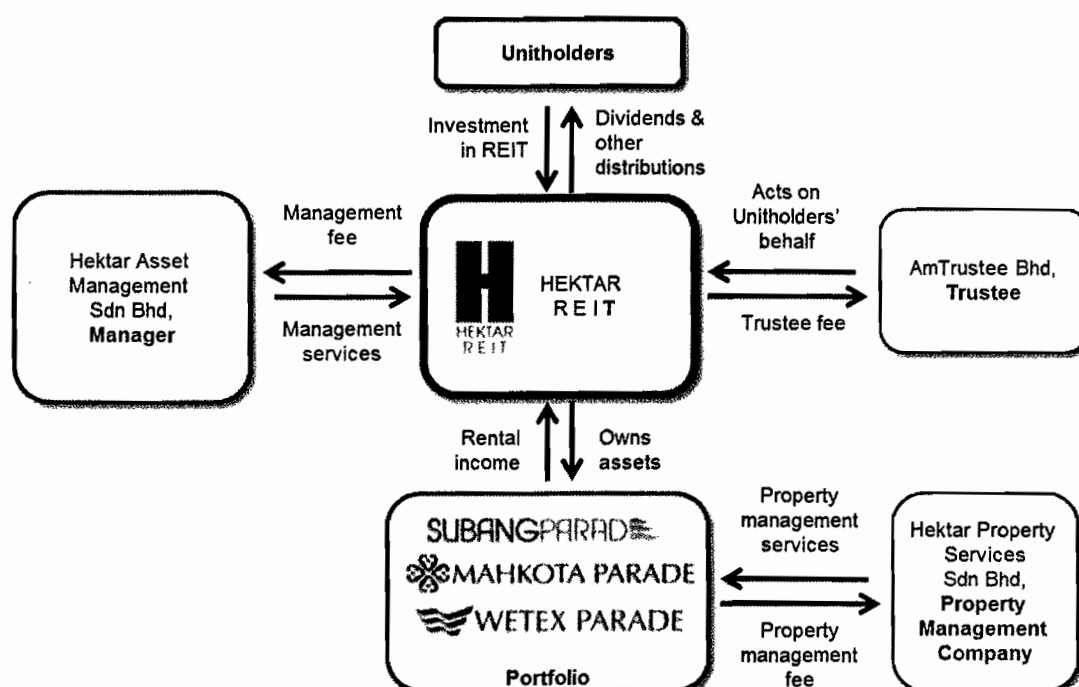 Unitholders
Investment
in REIT
Dividends &
other
distributions
Management
fee
Acts on
Unitholders'
behalf
Hektar Asset
Management
Sdn Bhd,
Manager
HEKTAR
REIT
HEKTAR
REIT
AmTrustee Bhd,
Trustee
Management
services
Trustee fee
Rental
income
Owns
assets
SUBANGPARADE
MAHKOTA PARADE
WETEX PARADE
Portfolio
Property
management
services
Property
management
fee
Hektar Property
Services
Sdn Bhd,
Property
Management
Company